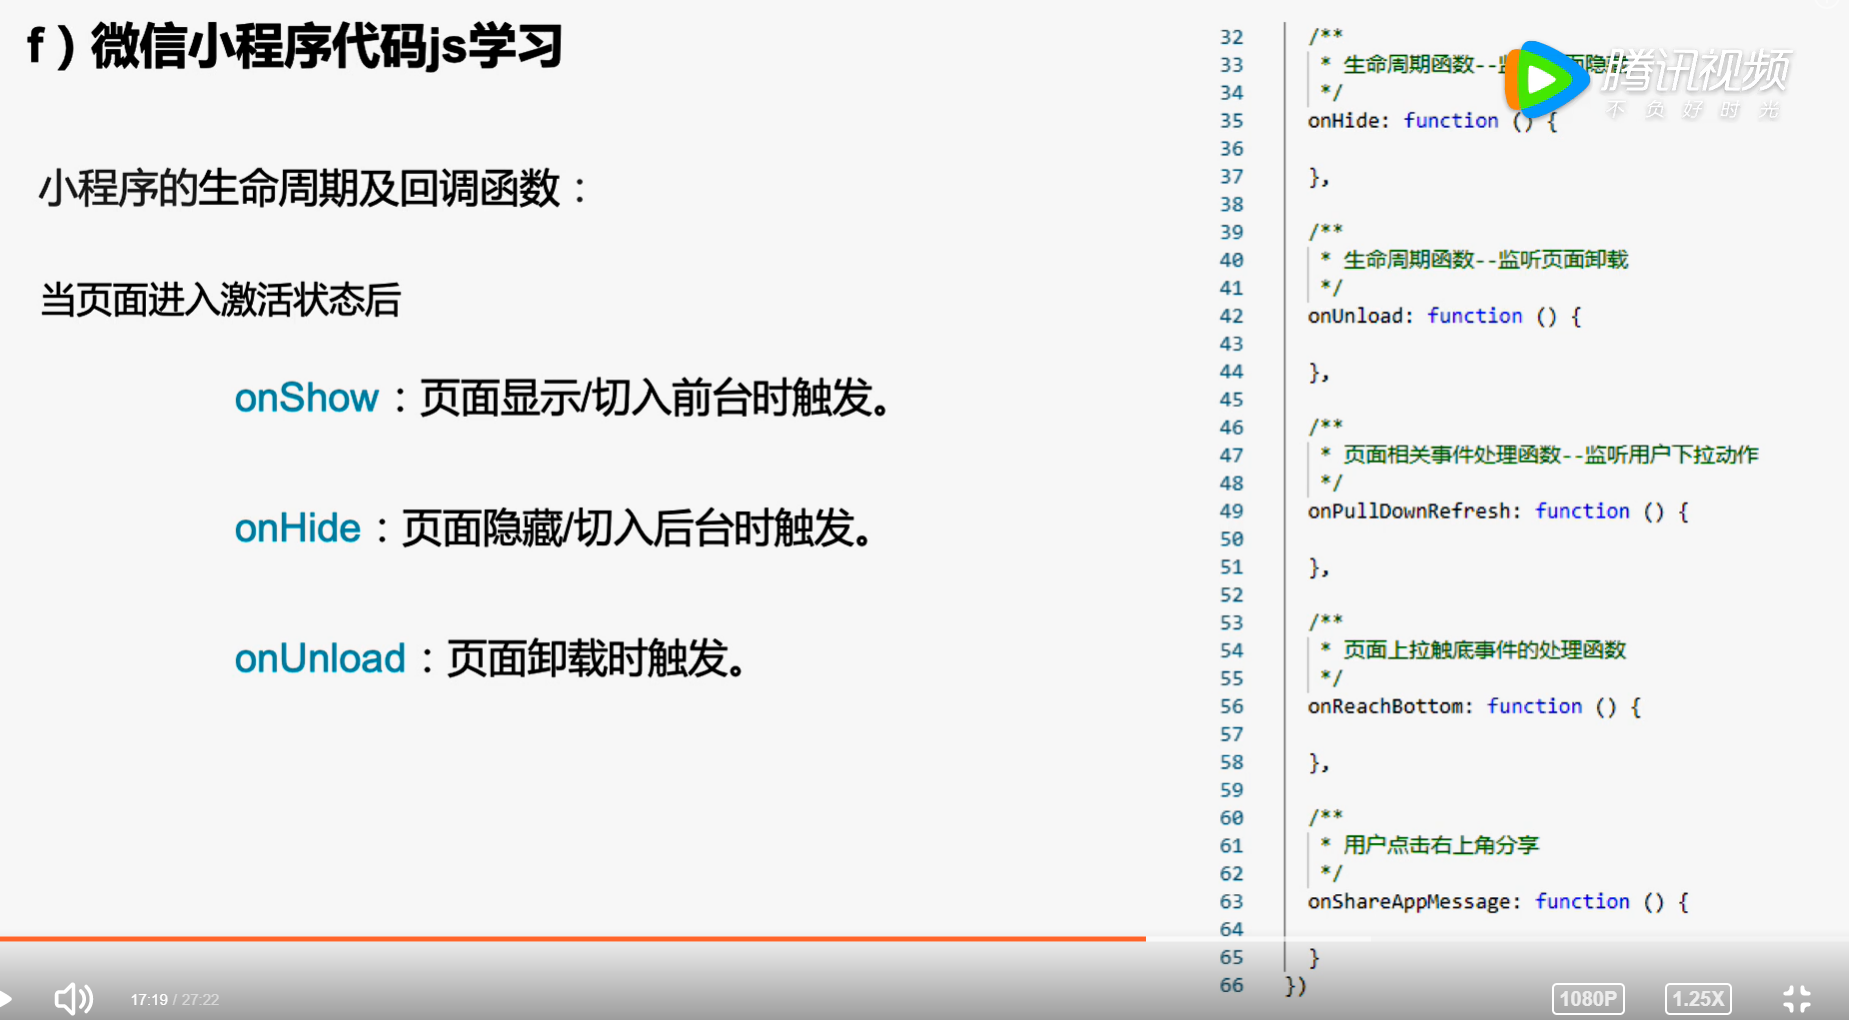 f ) 微信小程序代码js学习
小程序的生命周期及回调函数：
当页面进入激活状态后
onShow：页面显示/切入前台时触发。
onHide：页面隐藏/切入后台时触发。
onUnload：页面卸载时触发。
32 /**
33 * 生命周期函数--监 面隐
34 */
35 onHide: function () {
36
37 },
38
39 /**
40 * 生命周期函数--监听页面卸载
41 */
42 onUnload: function () {
43
44 },
45
46 /**
47 * 页面相关事件处理函数--监听用户下拉动作
48 */
49 onPullDownRefresh: function () {
50
51 },
52
53 /**
54 * 页面上拉触底事件的处理函数
55 */
56 onReachBottom: function () {
57
58 },
59
60 /**
61 * 用户点击右上角分享
62 */
63 onShareAppMessage: function () {
64
65 }
66 })
腾讯视频
不负好时光
17:19 / 27:22
1080P
1.25X